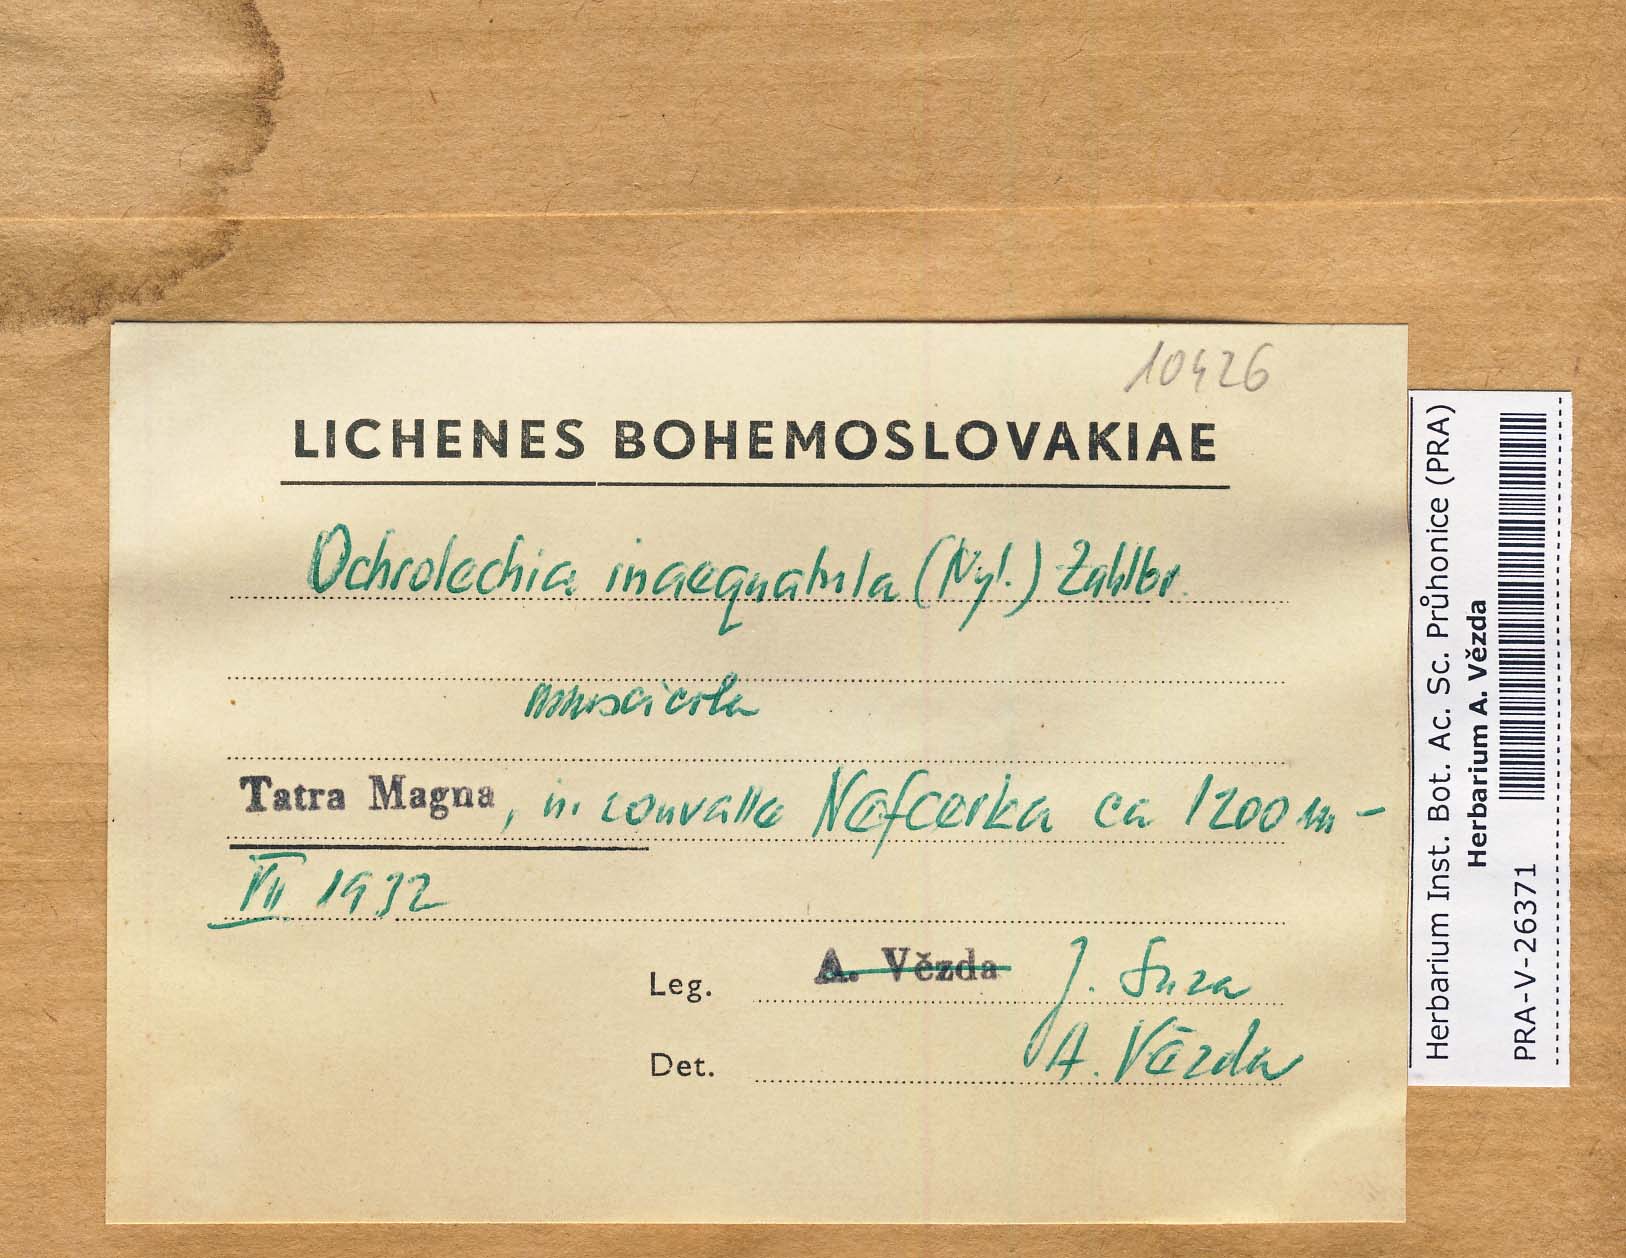 10426
LICHENES BOHEMOSLOVAKIAE
Ochrolechia inaequatula (Nyl.) Zahlbr.
muscicola
Tatra Magna, in convalle Nefcerka ca 1200 m -
VII 1932
Leg. A. Vězda J. Suza
Det. A. Vězda
Herbarium Inst. Bot. Ac. Sc. Průhonice (PRA)
Herbarium A. Vězda
PRA-V-26371